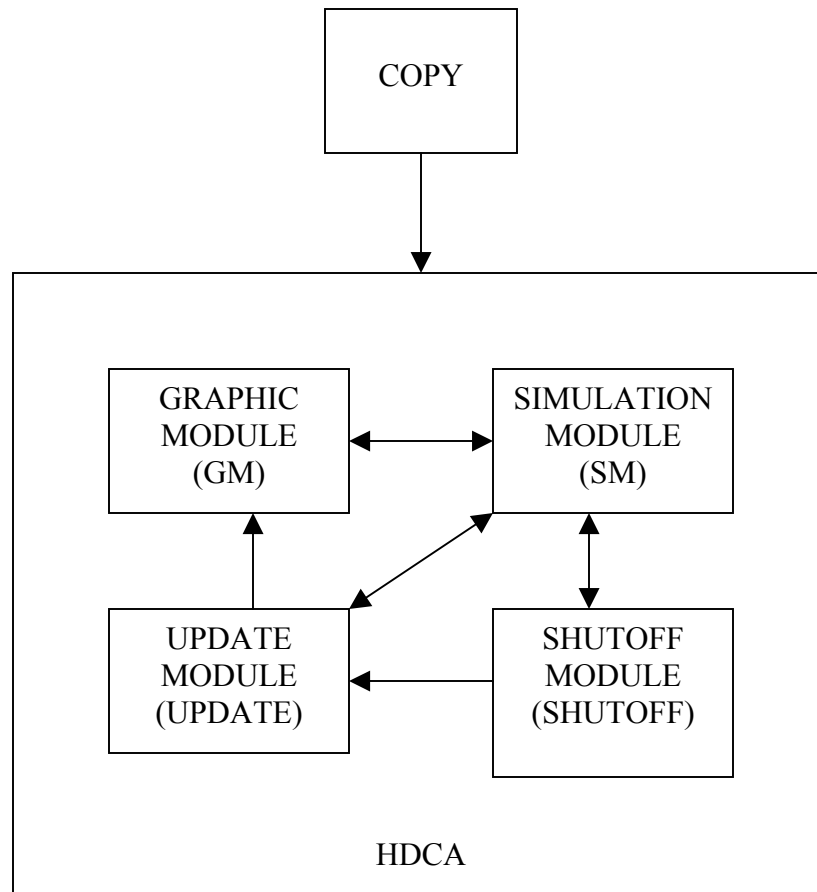 COPY
GRAPHIC
MODULE
(GM)
SIMULATION
MODULE
(SM)
UPDATE
MODULE
(UPDATE)
SHUTOFF
MODULE
(SHUTOFF)
HDCA